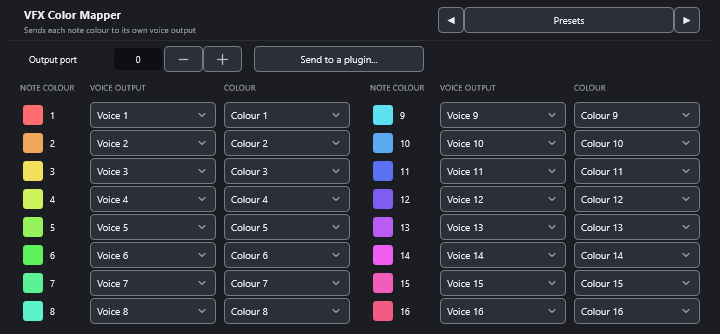 VFX Color Mapper
Sends each note colour to its own voice output
Presets
Output port 0 Send to a plugin...
NOTE COLOUR VOICE OUTPUT COLOUR NOTE COLOUR VOICE OUTPUT COLOUR
1 Voice 1 Colour 1 9 Voice 9 Colour 9
2 Voice 2 Colour 2 10 Voice 10 Colour 10
3 Voice 3 Colour 3 11 Voice 11 Colour 11
4 Voice 4 Colour 4 12 Voice 12 Colour 12
5 Voice 5 Colour 5 13 Voice 13 Colour 13
6 Voice 6 Colour 6 14 Voice 14 Colour 14
7 Voice 7 Colour 7 15 Voice 15 Colour 15
8 Voice 8 Colour 8 16 Voice 16 Colour 16